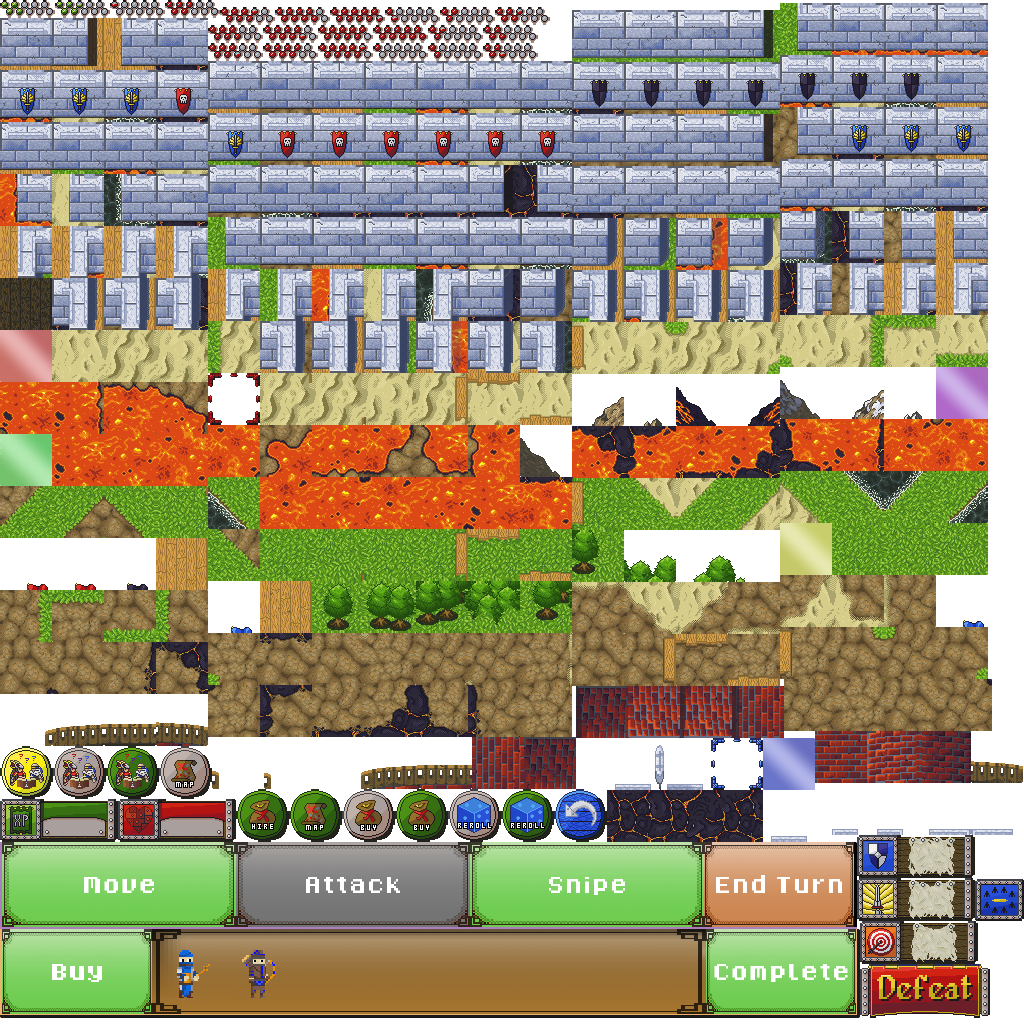 MAP
XP
HIRE
MAP
BUY
BUY
REROLL
REROLL
Move
Attack
Snipe
End Turn
Buy
Complete
Defeat